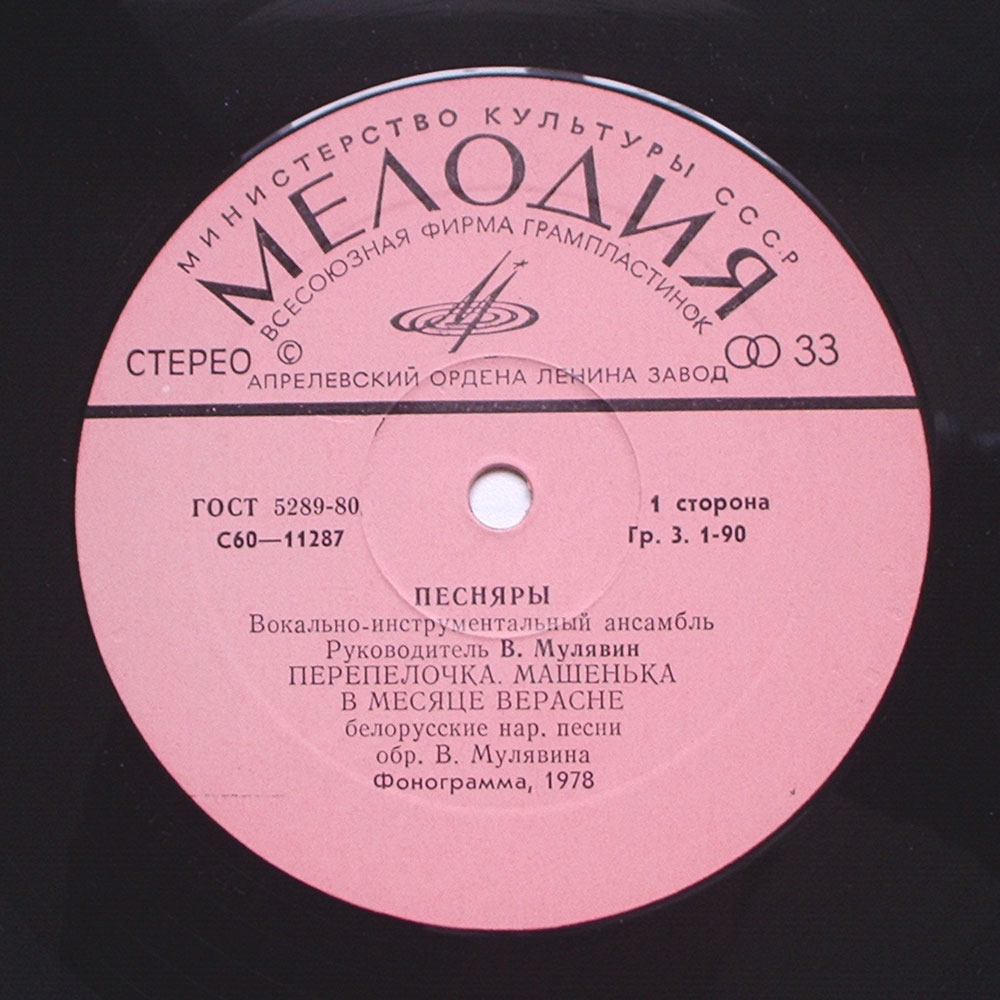 МИНИСТЕРСТВО КУЛЬТУРЫ СССР
МЕЛОДИЯ
ВСЕСОЮЗНАЯ ФИРМА ГРАМПЛАСТИНОК
СТЕРЕО © 33
АПРЕЛЕВСКИЙ ОРДЕНА ЛЕНИНА ЗАВОД
ГОСТ 5289-80 1 сторона
С60—11287 Гр. 3. 1-90
ПЕСНЯРЫ
Вокально-инструментальный ансамбль
Руководитель В. Мулявин
ПЕРЕПЕЛОЧКА. МАШЕНЬКА
В МЕСЯЦЕ ВЕРАСНЕ
белорусские нар. песни
обр. В. Мулявина
Фонограмма, 1978